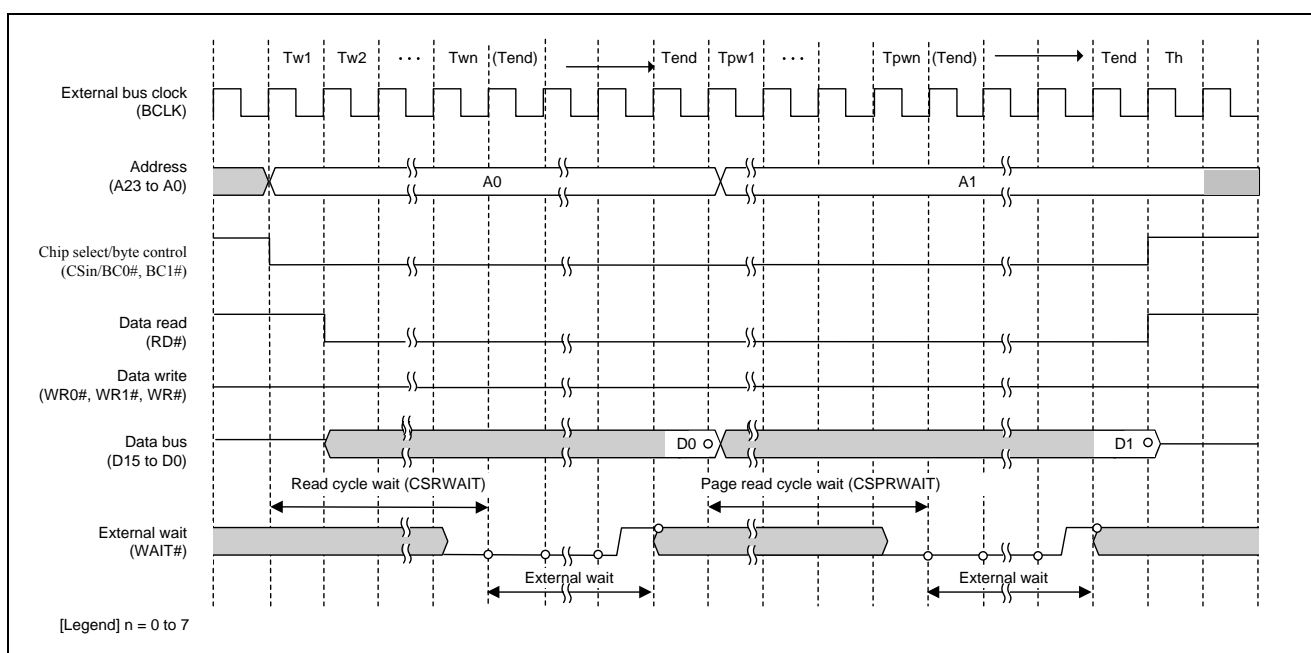 Tw1 Tw2 ··· Twn (Tend) Tend Tpw1 ··· Tpwn (Tend) Tend Th
External bus clock
(BCLK)
Address
(A23 to A0)
A0 A1
Chip select/byte control
(CSin/BC0#, BC1#)
Data read
(RD#)
Data write
(WR0#, WR1#, WR#)
Data bus
(D15 to D0)
D0 D1
Read cycle wait (CSRWAIT) Page read cycle wait (CSPRWAIT)
External wait
(WAIT#)
External wait External wait
[Legend] n = 0 to 7